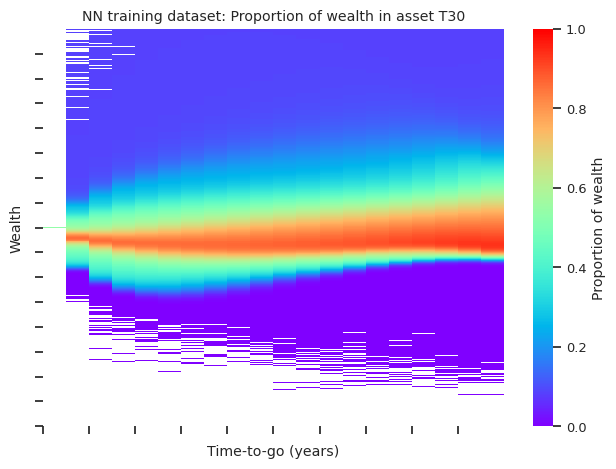 NN training dataset: Proportion of wealth in asset T30
Wealth
Time-to-go (years)
1.0
0.8
0.6
0.4
0.2
0.0
Proportion of wealth